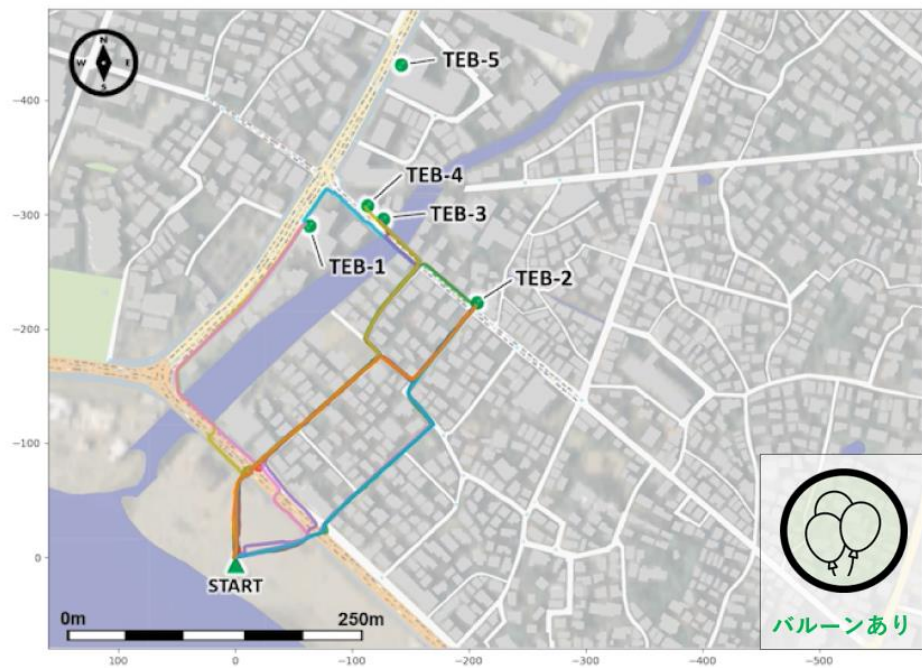 N
W E
S
TEB-5
−400
TEB-4
−300
TEB-3
TEB-1
TEB-2
−200
−100
0
START
0m 250m
バルーンあり
100 0 −100 −200 −300 −400 −500